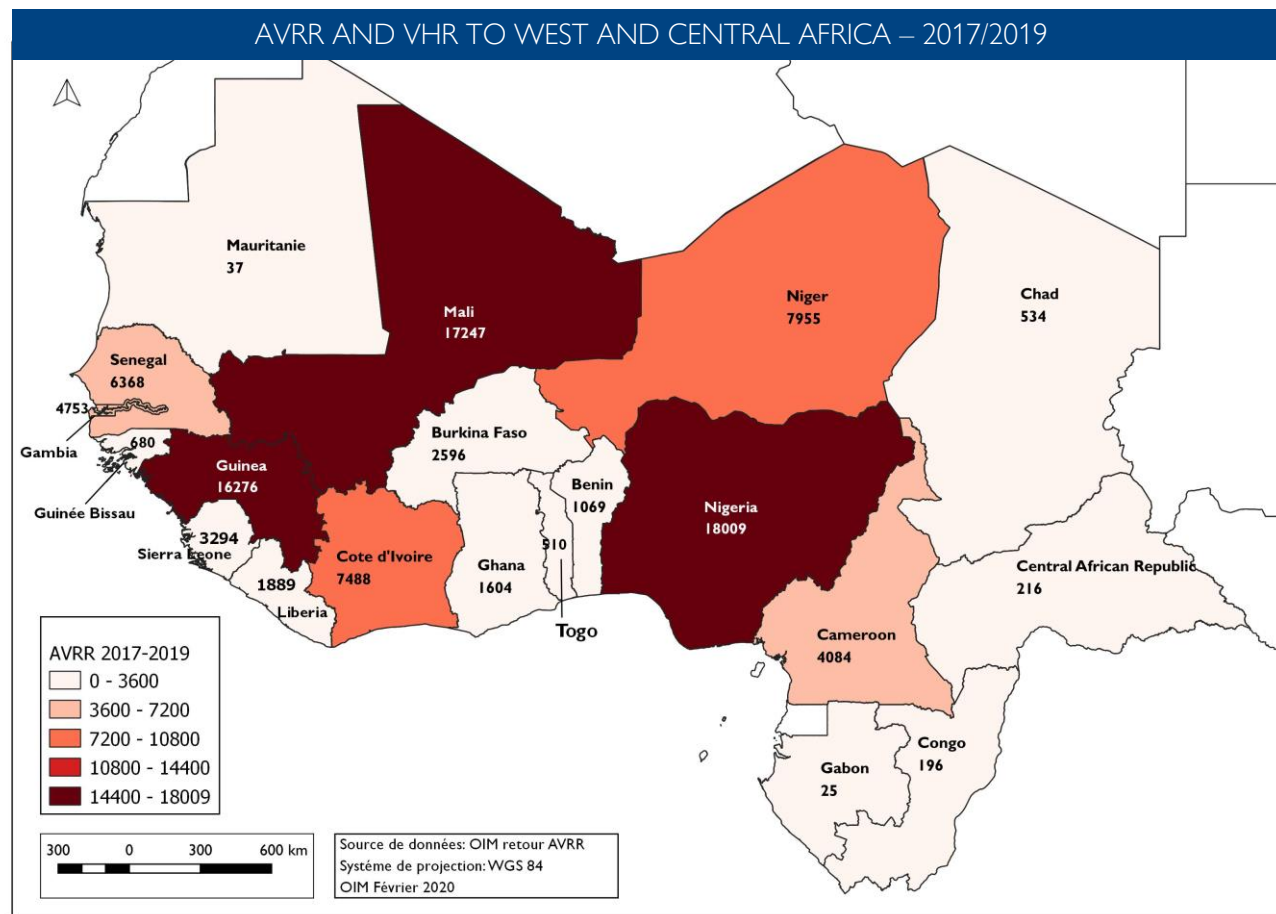 AVRR AND VHR TO WEST AND CENTRAL AFRICA – 2017/2019
Mauritanie
37
Mali
17247
Niger
7955
Chad
534
Senegal
6368
4753
Gambia
680
Guinée Bissau
Guinea
16276
Burkina Faso
2596
Benin
1069
Nigeria
18009
3294
Sierra Leone
1889
Liberia
Cote d'Ivoire
7488
Ghana
1604
510
Togo
Central African Republic
216
Cameroon
4084
Congo
196
Gabon
25
AVRR 2017-2019
0 - 3600
3600 - 7200
7200 - 10800
10800 - 14400
14400 - 18009
300 0 300 600 km
Source de données: OIM retour AVRR
Systéme de projection: WGS 84
OIM Février 2020